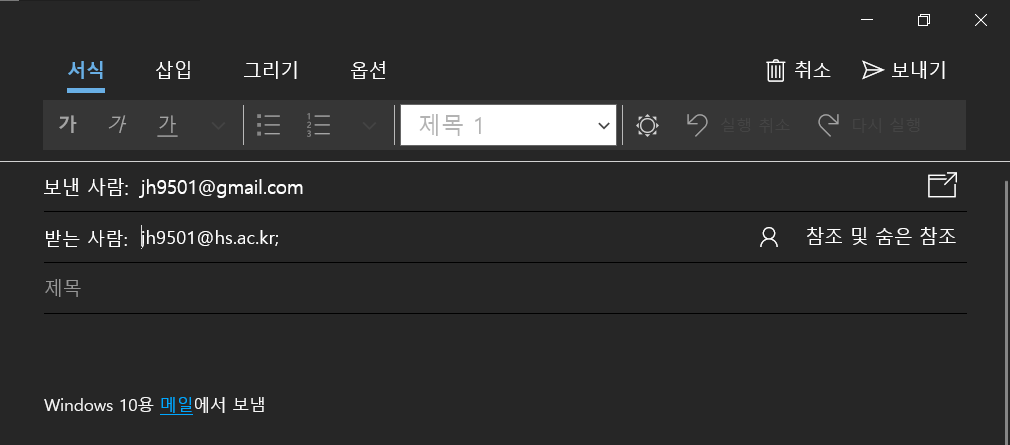 서식 삽입 그리기 옵션 취소 보내기
가 가 가 1 2 3 제목 1 실행 취소 다시 실행
보낸 사람: jh9501@gmail.com
받는 사람: jh9501@hs.ac.kr; 참조 및 숨은 참조
제목
Windows 10용 메일에서 보냄